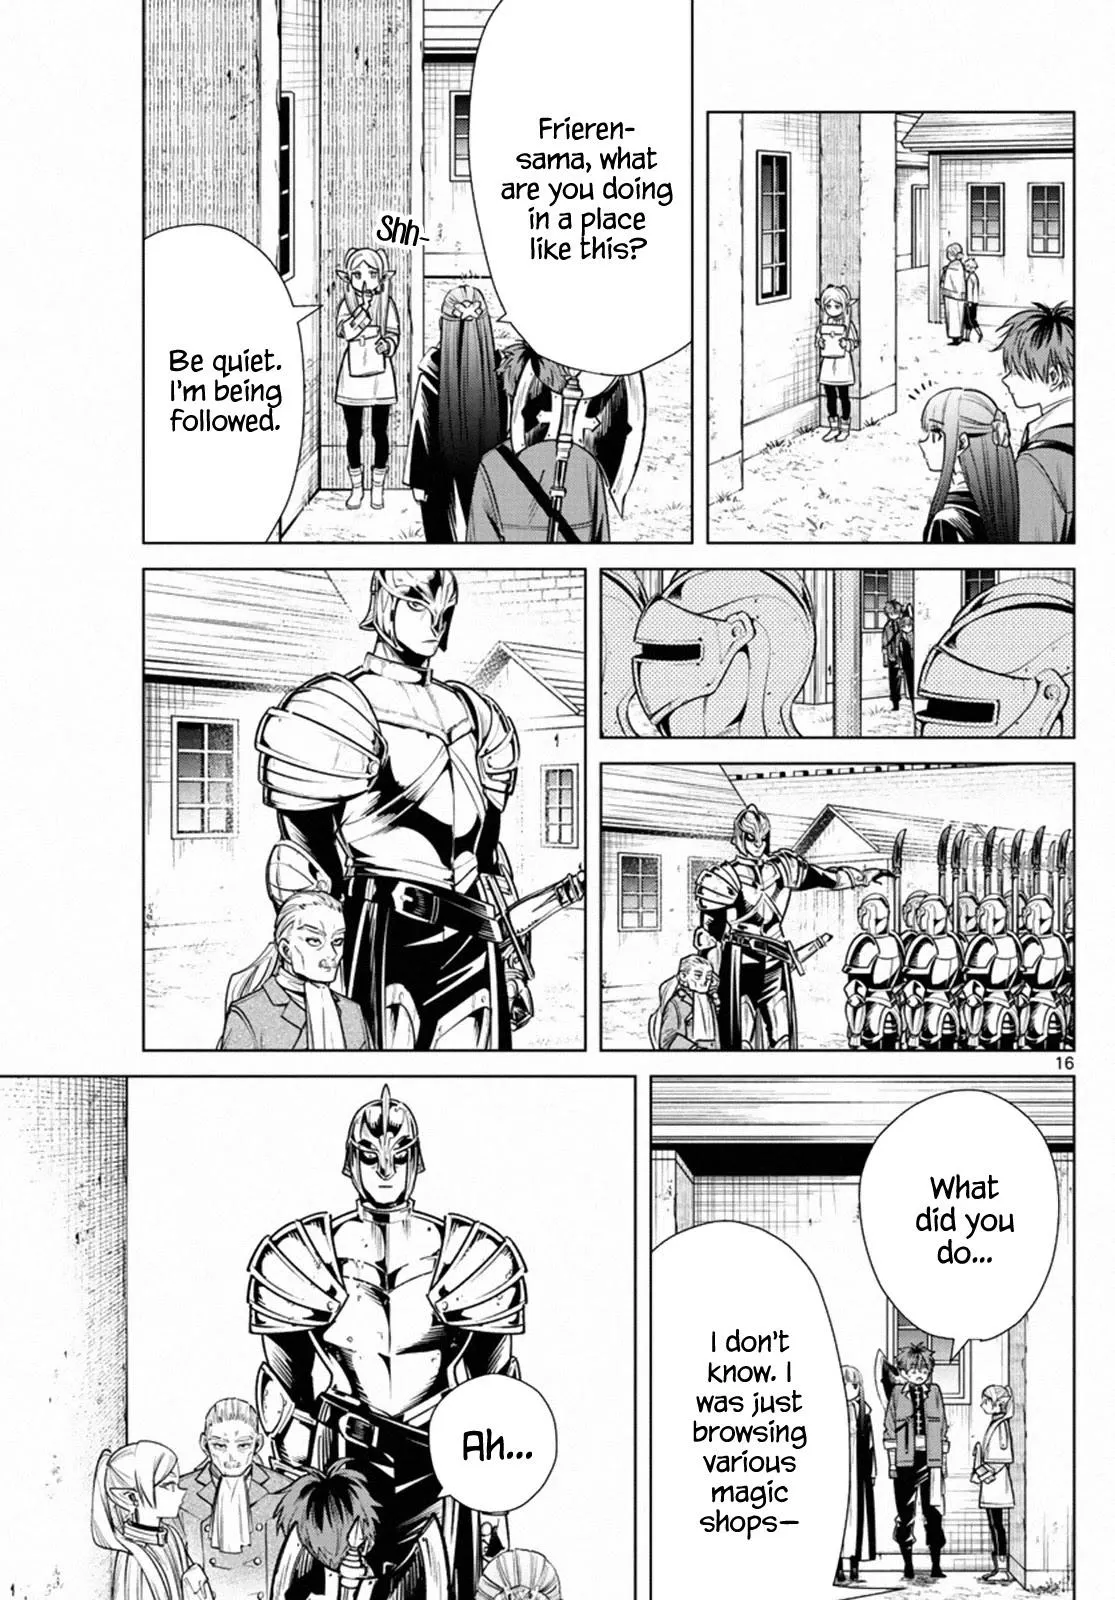 Frieren-
sama, what
are you doing
in a place
like this?
Shh-
Be quiet.
I'm being
followed.
16
What
did you
do...
I don't
know. I
was just
browsing
various
magic
shops—
Ah...